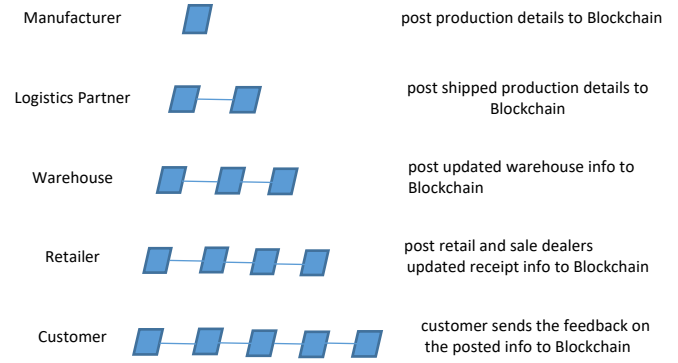 Manufacturer
post production details to Blockchain
Logistics Partner
post shipped production details to
Blockchain
Warehouse
post updated warehouse info to
Blockchain
Retailer
post retail and sale dealers
updated receipt info to Blockchain
Customer
customer sends the feedback on
the posted info to Blockchain